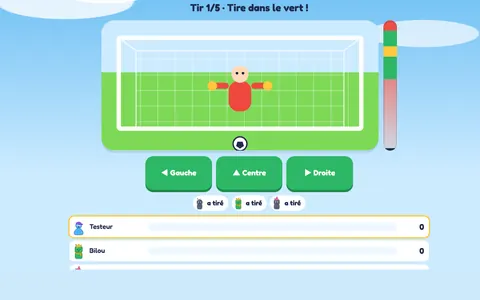 Tir 1/5 · Tire dans le vert !
◀ Gauche
▲ Centre
▶ Droite
a tiré
a tiré
a tiré
Testeur 0
Bilou 0